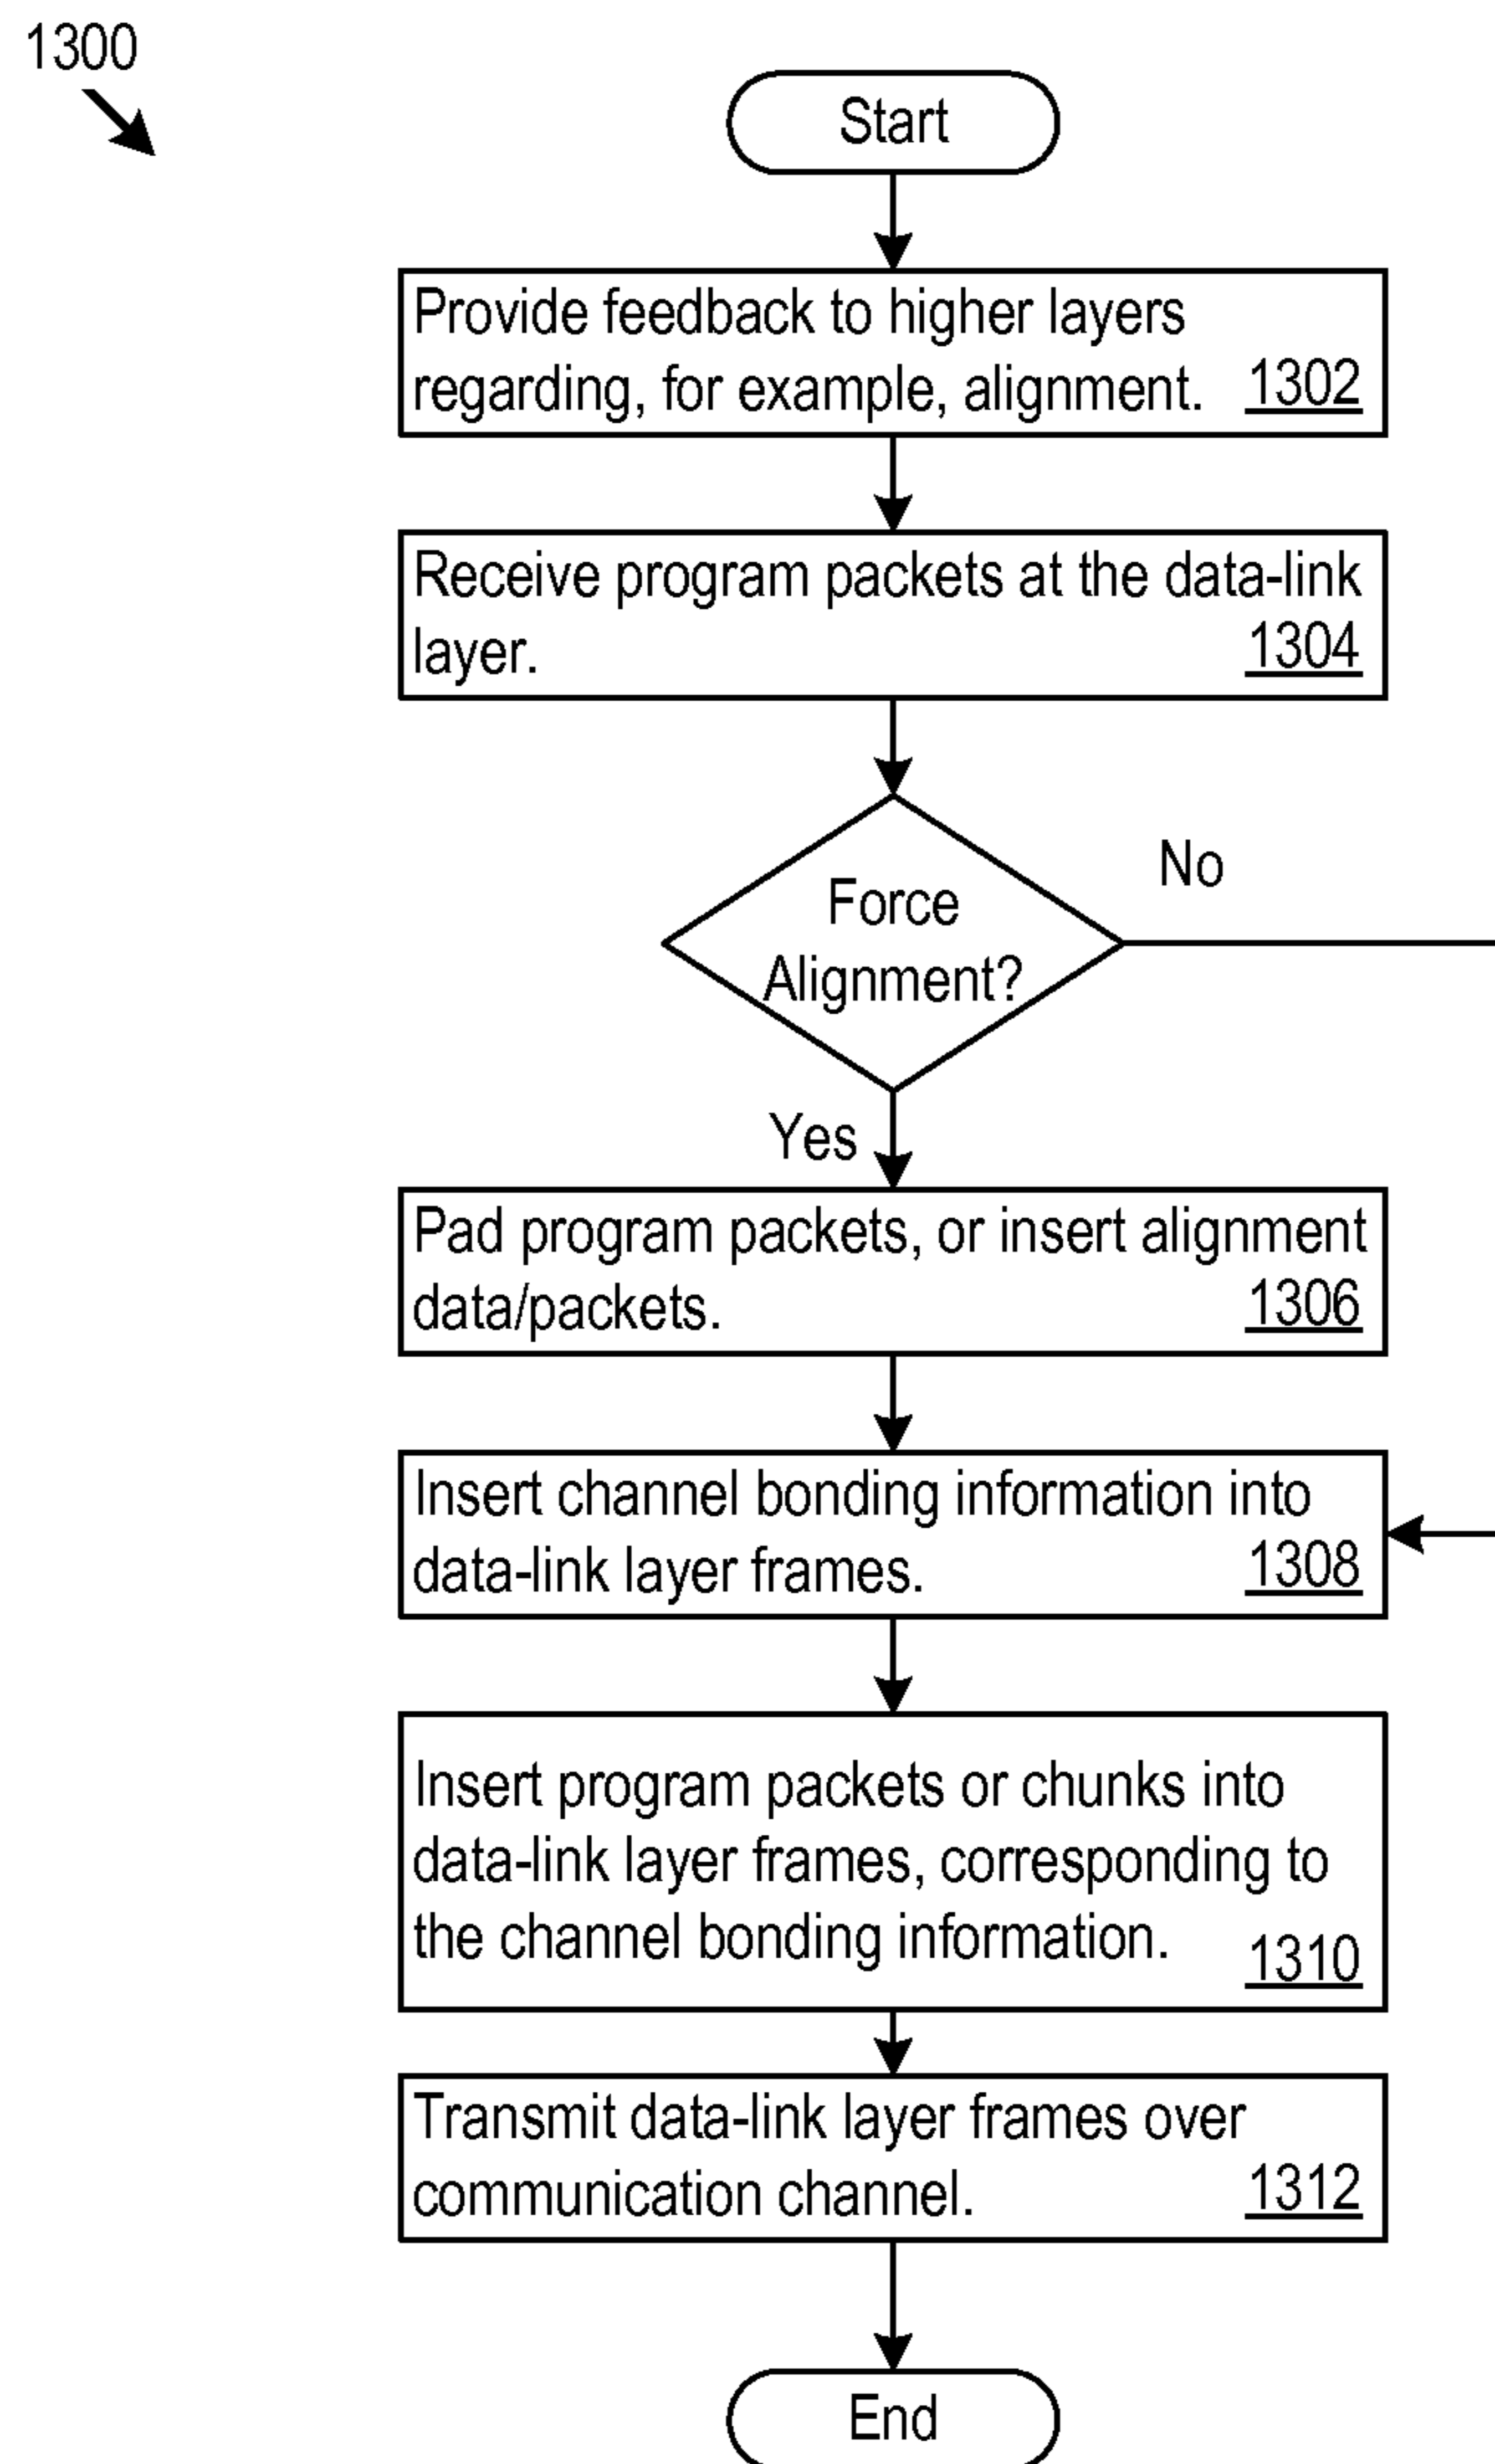 1300
Start
Provide feedback to higher layers
regarding, for example, alignment. 1302
Receive program packets at the data-link
layer. 1304
No
Force
Alignment?
Yes
Pad program packets, or insert alignment
data/packets. 1306
Insert channel bonding information into
data-link layer frames. 1308
Insert program packets or chunks into
data-link layer frames, corresponding to
the channel bonding information. 1310
Transmit data-link layer frames over
communication channel. 1312
End